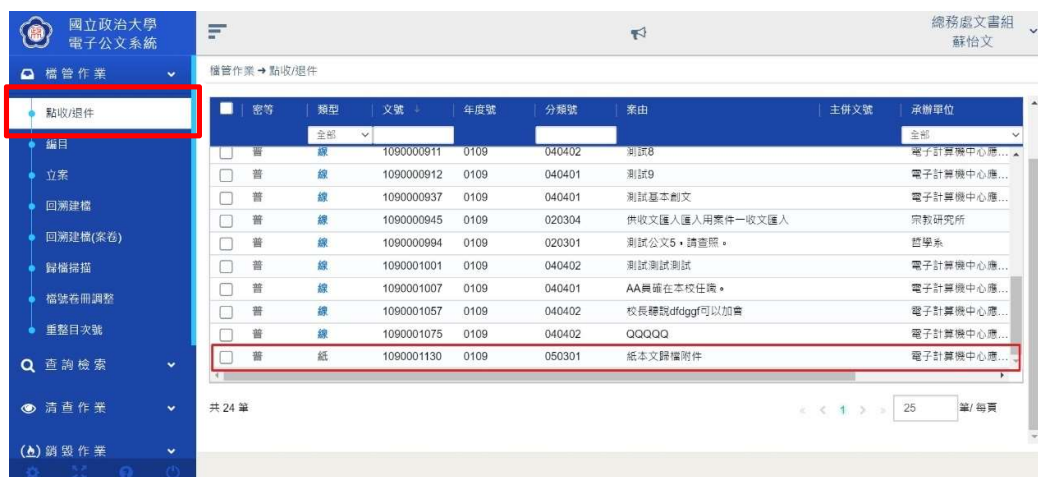 國立政治大學
電子公文系統
總務處文書組
蘇怡文
檔管作業
點收/退件
編目
立案
回溯建檔
回溯建檔(案卷)
歸檔掃描
檔號卷冊調整
重整目次號
查詢檢索
清查作業
銷毀作業
檔管作業➔點收/退件
密等 類型 文號 年度號 分類號 案由 主併文號 承辦單位
全部 全部
普 線 1090000911 0109 040402 測試8 電子計算機中心應...
普 線 1090000912 0109 040401 測試9 電子計算機中心應...
普 線 1090000937 0109 040401 測試基本創文 電子計算機中心應...
普 線 1090000945 0109 020304 供收文匯入匯入用案件一收文匯入 宗教研究所
普 線 1090000994 0109 020301 測試公文5，請查照。 哲學系
普 線 1090001001 0109 040402 測試測試測試 電子計算機中心應...
普 線 1090001007 0109 040401 AA員確在本校任職。 電子計算機中心應...
普 線 1090001057 0109 040402 校長聽說dfdggf可以加會 電子計算機中心應...
普 線 1090001075 0109 040402 QQQQQ 電子計算機中心應...
普 紙 1090001130 0109 050301 紙本文歸檔附件 電子計算機中心應...
共 24 筆
« < 1 > » 25 筆/ 每頁